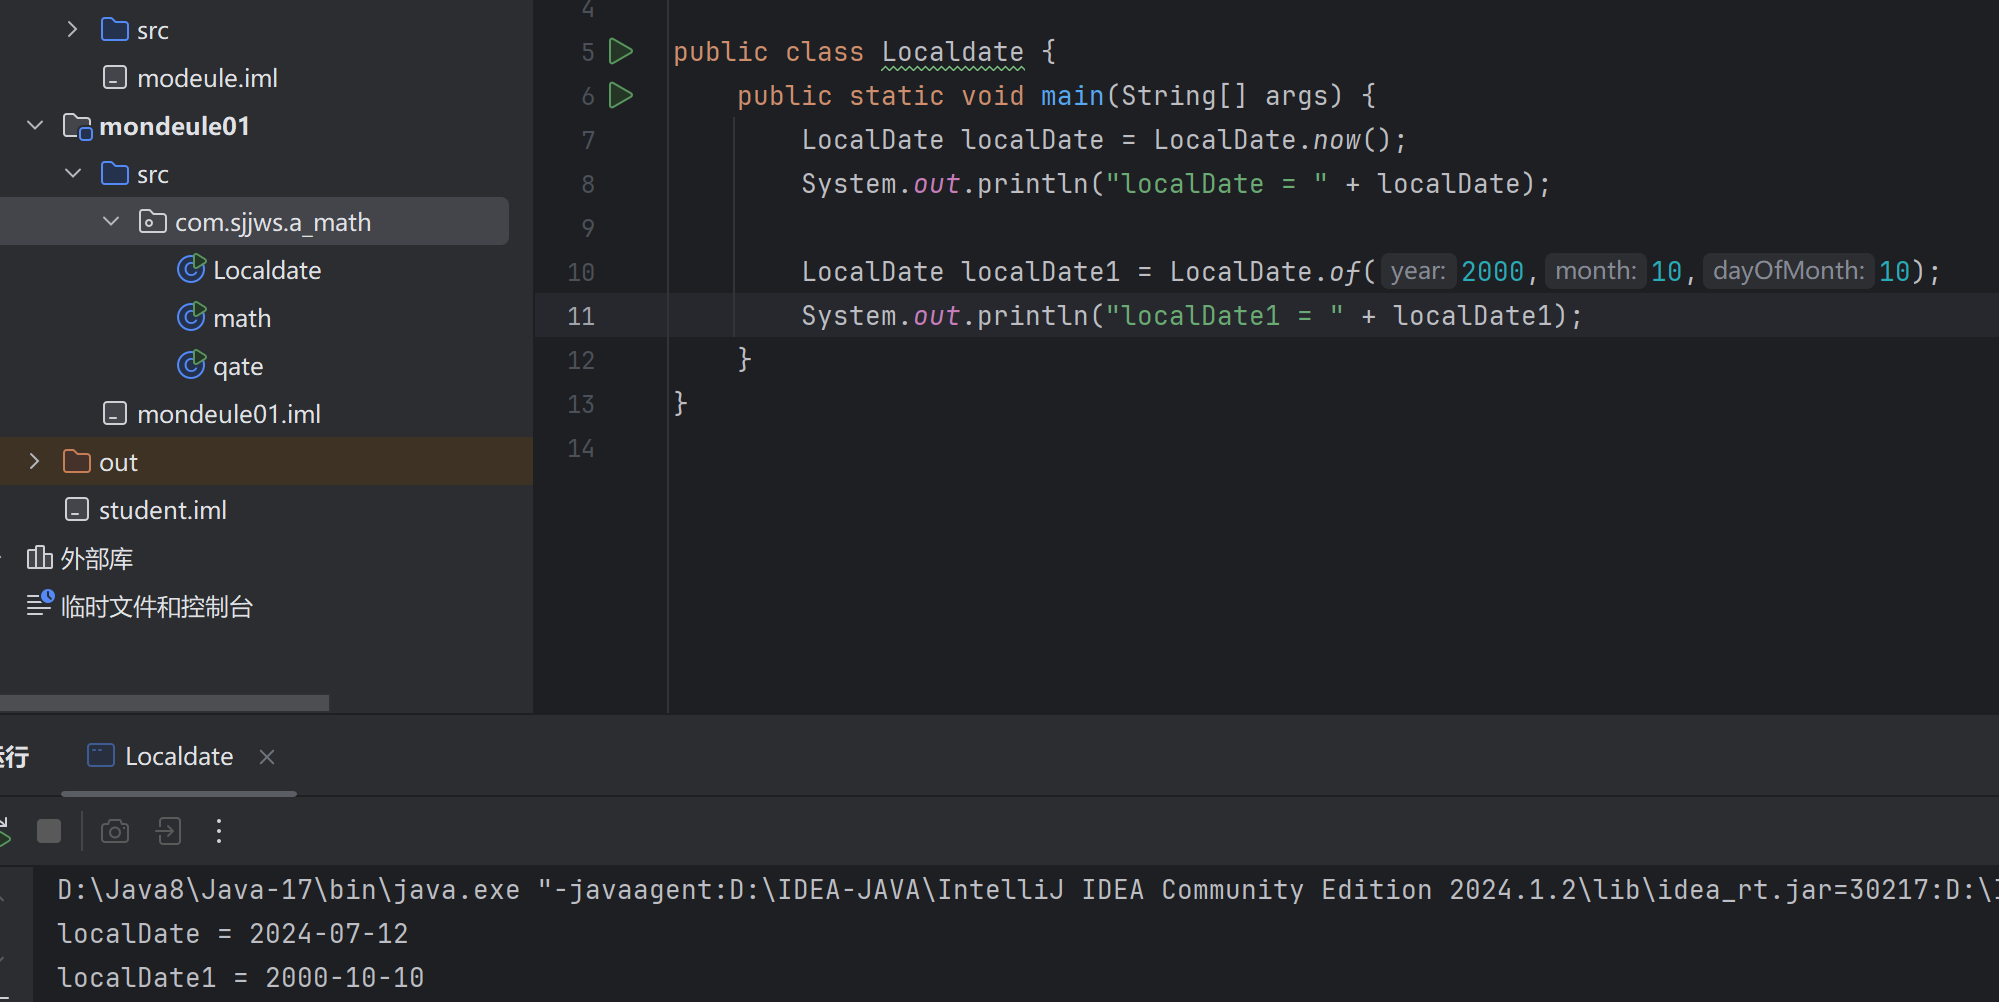 src
modeule.iml
mondeule01
src
com.sjjws.a_math
Localdate
math
qate
mondeule01.iml
out
student.iml
外部库
临时文件和控制台
4
5 public class Localdate {
6 public static void main(String[] args) {
7 LocalDate localDate = LocalDate.now();
8 System.out.println("localDate = " + localDate);
9
10 LocalDate localDate1 = LocalDate.of( year: 2000, month: 10, dayOfMonth: 10);
11 System.out.println("localDate1 = " + localDate1);
12 }
13 }
14
运行 Localdate
D:\Java8\Java-17\bin\java.exe "-javaagent:D:\IDEA-JAVA\IntelliJ IDEA Community Edition 2024.1.2\lib\idea_rt.jar=30217:D:\
localDate = 2024-07-12
localDate1 = 2000-10-10